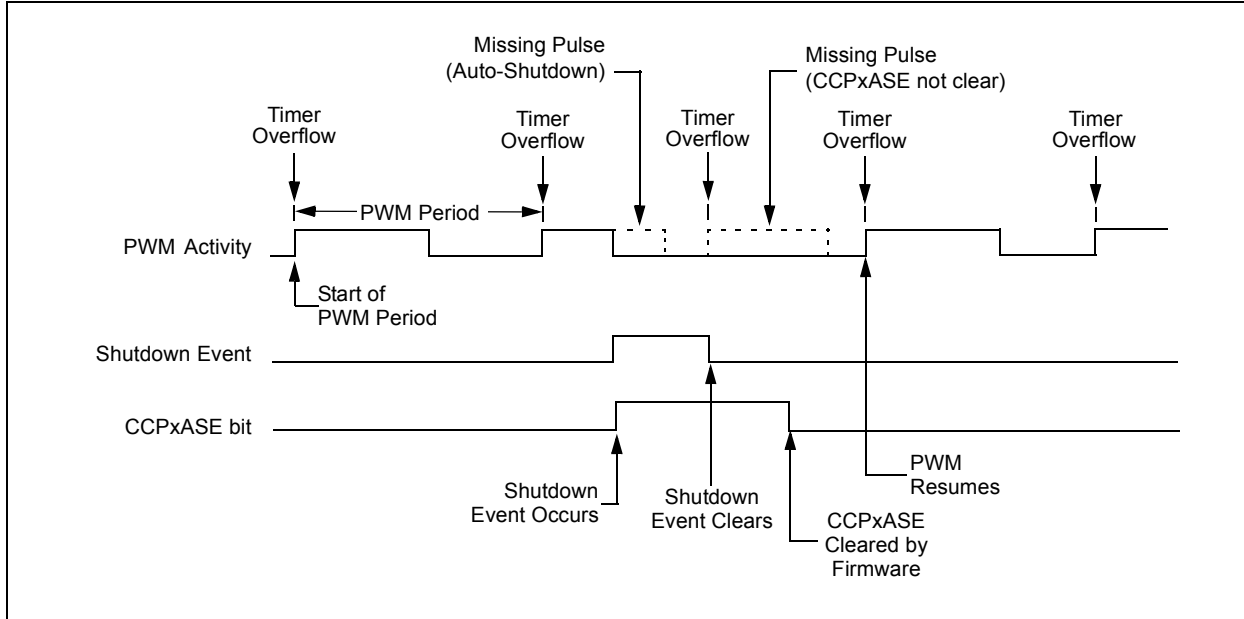 Missing Pulse
(Auto-Shutdown)
Missing Pulse
(CCPxASE not clear)
Timer
Overflow
Timer
Overflow
Timer
Overflow
Timer
Overflow
Timer
Overflow
PWM Period
PWM Activity
Start of
PWM Period
Shutdown Event
CCPxASE bit
Shutdown
Event Occurs
Shutdown
Event Clears
CCPxASE
Cleared by
Firmware
PWM
Resumes